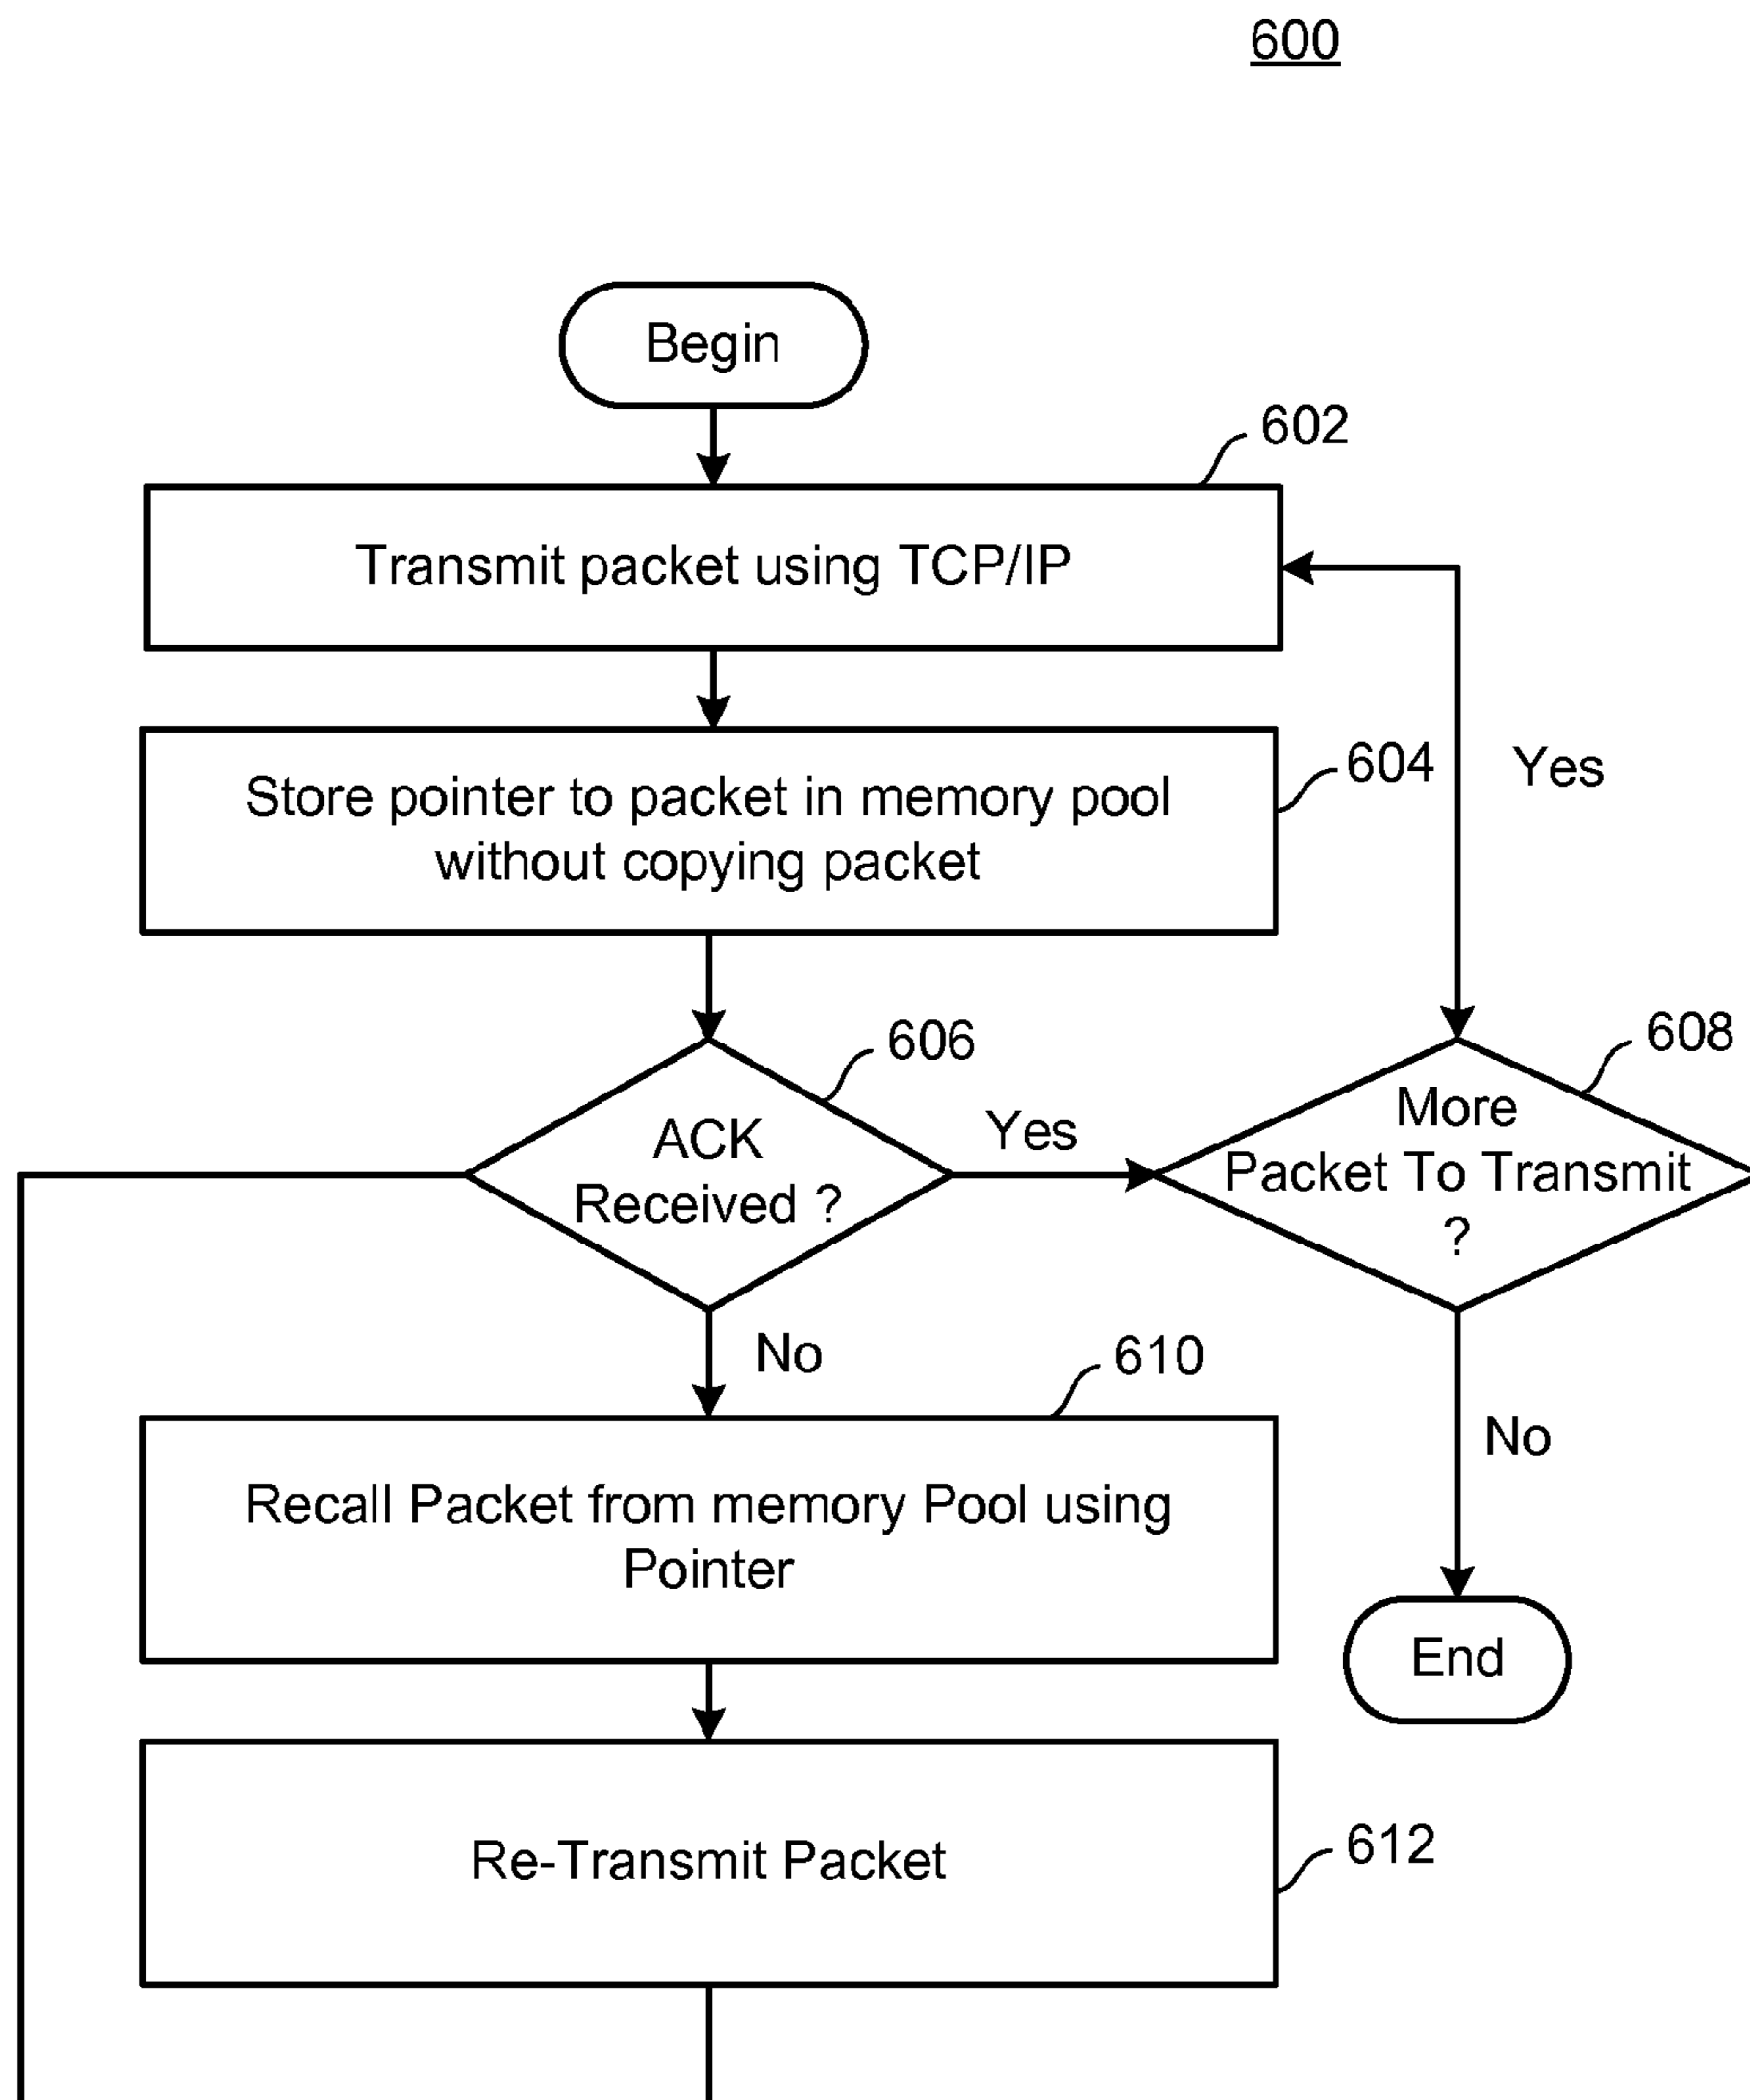 600
Begin
602
Transmit packet using TCP/IP
604
Store pointer to packet in memory pool
without copying packet
Yes
606
608
ACK
Received ?
Yes
More
Packet To Transmit
?
No
610
No
Recall Packet from memory Pool using
Pointer
End
Re-Transmit Packet
612